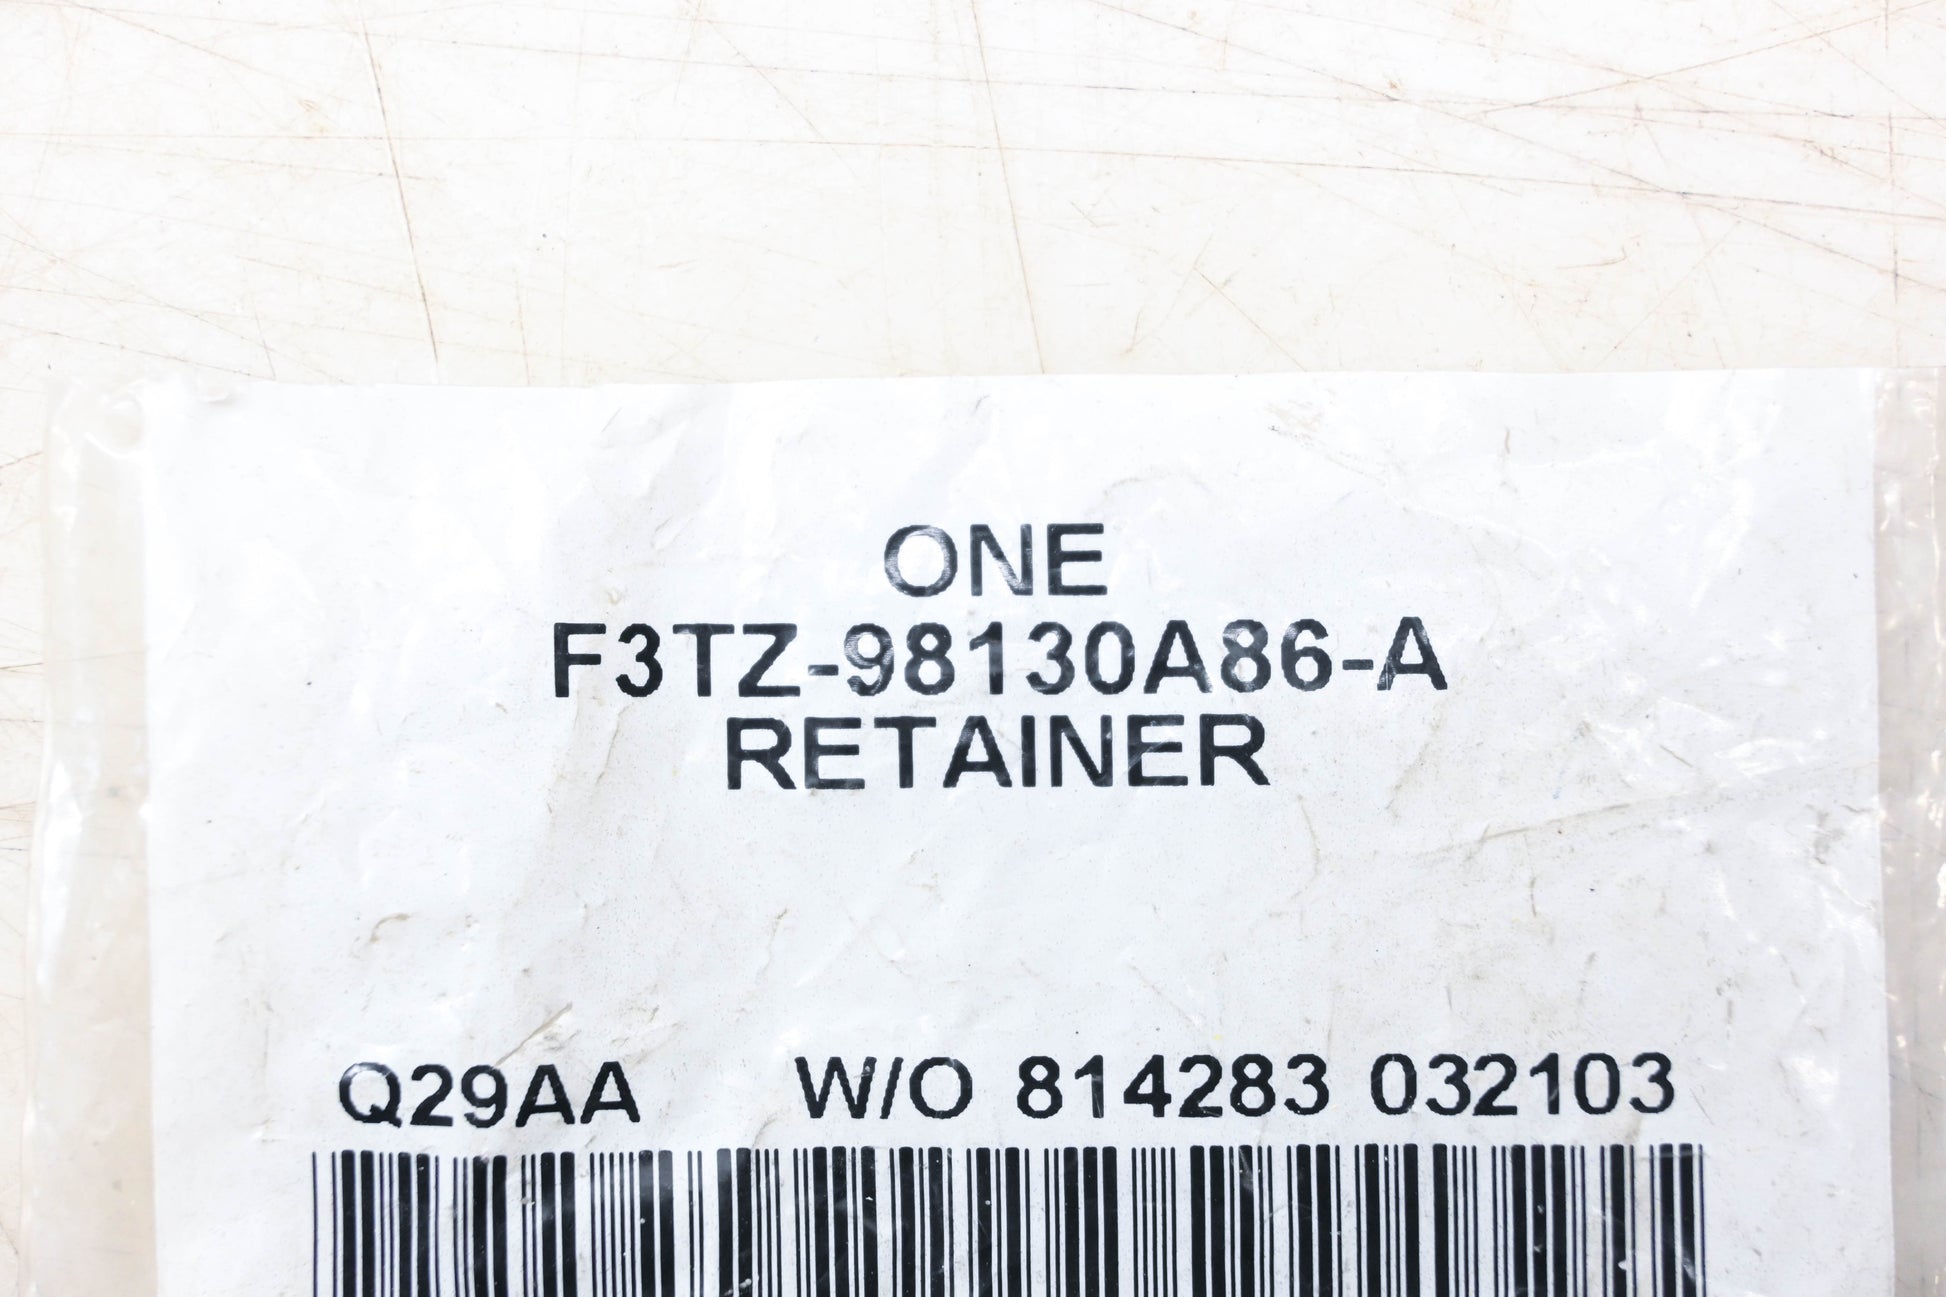 ONE
F3TZ-98130A86-A
RETAINER
Q29AA W/O 814283 032103